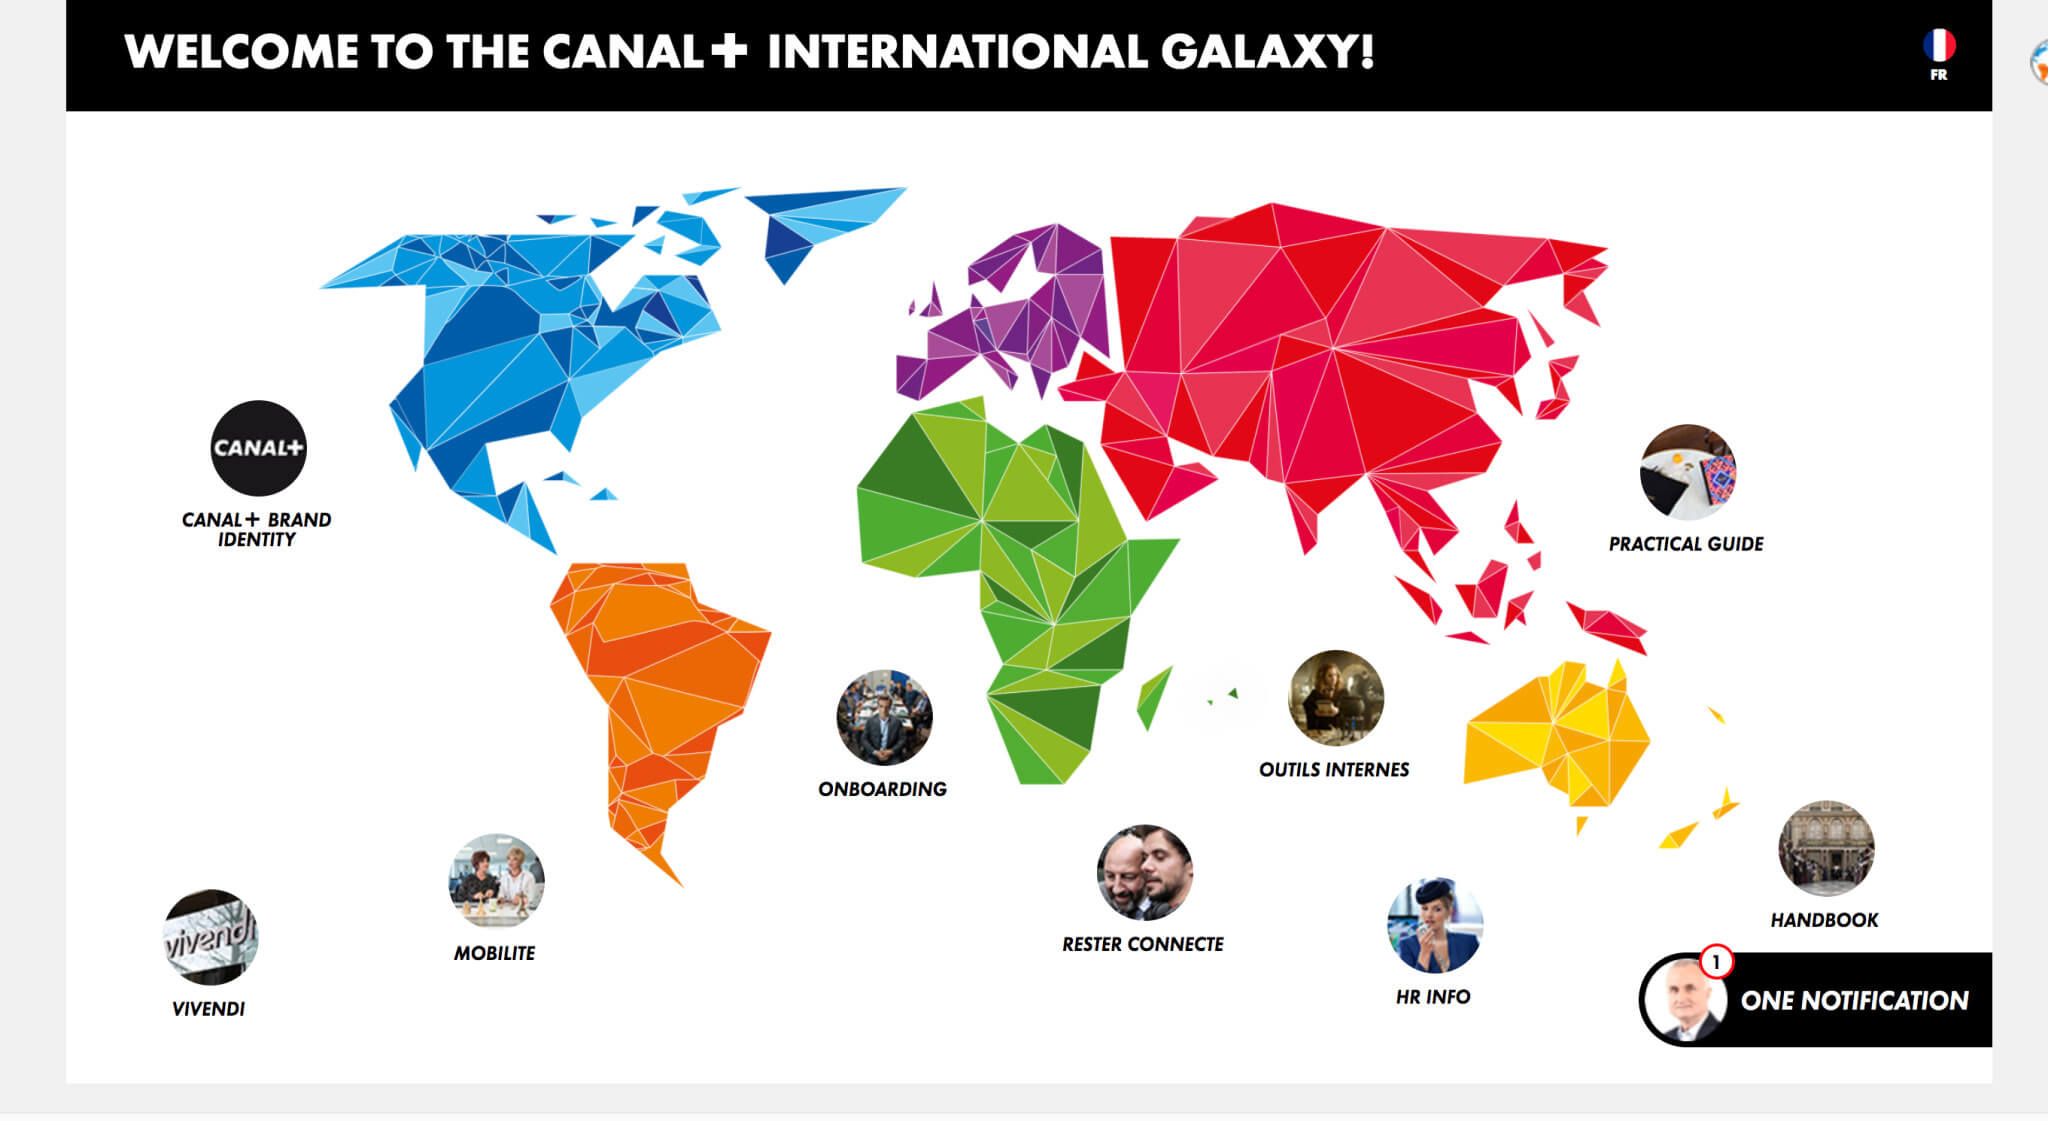 WELCOME TO THE CANAL+ INTERNATIONAL GALAXY!
FR
CANAL+
CANAL+ BRAND
IDENTITY
PRACTICAL GUIDE
ONBOARDING
OUTILS INTERNES
MOBILITE
RESTER CONNECTE
HANDBOOK
vivendi
VIVENDI
HR INFO
1
ONE NOTIFICATION